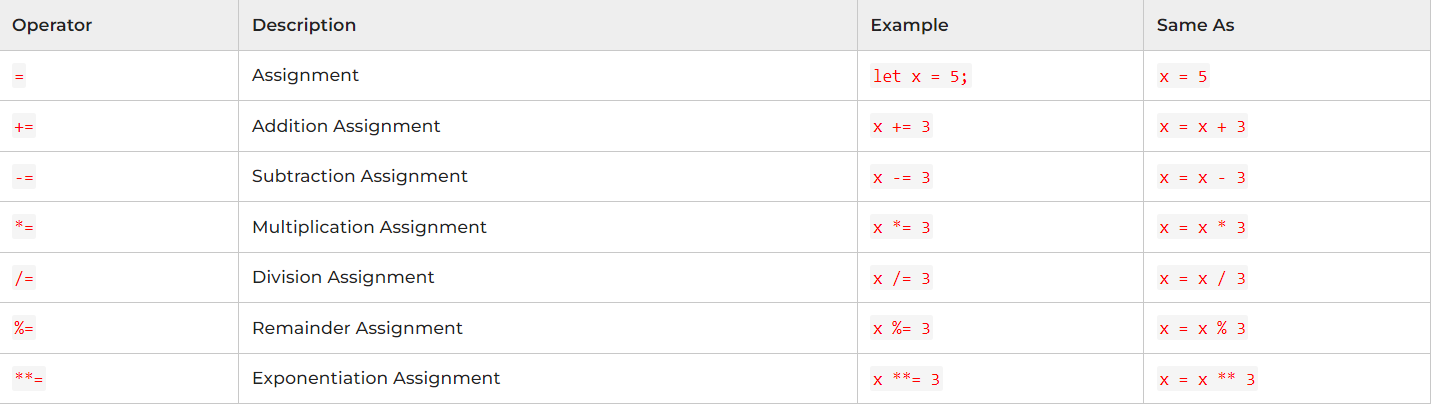 Operator Description Example Same As
= Assignment let x = 5; x = 5
+= Addition Assignment x += 3 x = x + 3
-= Subtraction Assignment x -= 3 x = x - 3
*= Multiplication Assignment x *= 3 x = x * 3
/= Division Assignment x /= 3 x = x / 3
%= Remainder Assignment x %= 3 x = x % 3
**= Exponentiation Assignment x **= 3 x = x ** 3